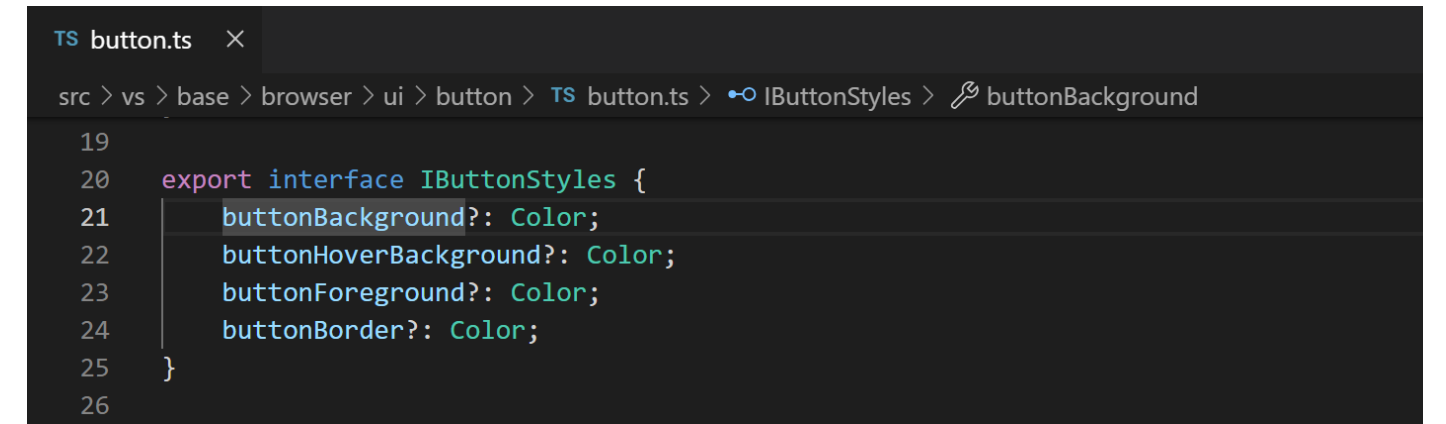 TS button.ts ×
src > vs > base > browser > ui > button > TS button.ts > IButtonStyles > buttonBackground
19
20 export interface IButtonStyles {
21 buttonBackground?: Color;
22 buttonHoverBackground?: Color;
23 buttonForeground?: Color;
24 buttonBorder?: Color;
25 }
26